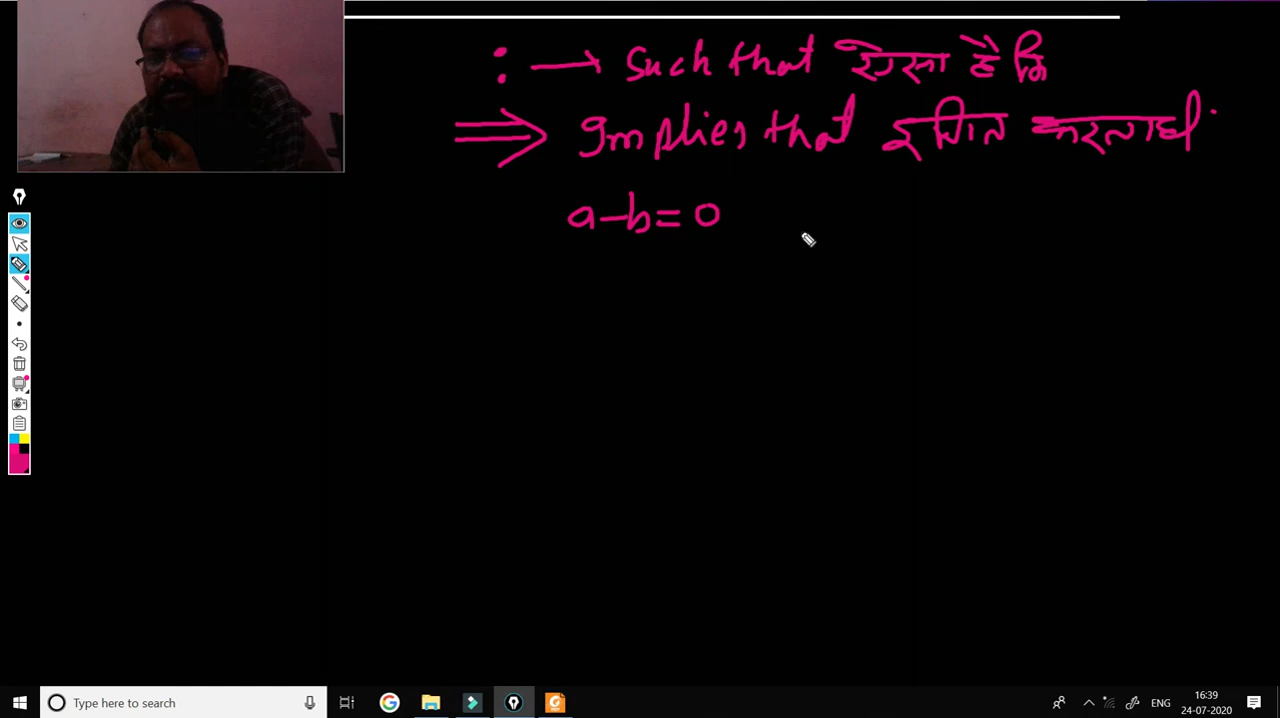 : → Such that ऐसा है कि
⇒ Implies that इंगित करता है
a-b=0
Type here to search
ENG
16:39
24-07-2020